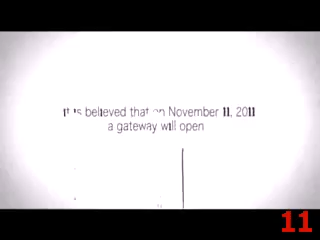 it is believed that on November 11, 2011
a gateway will open
11